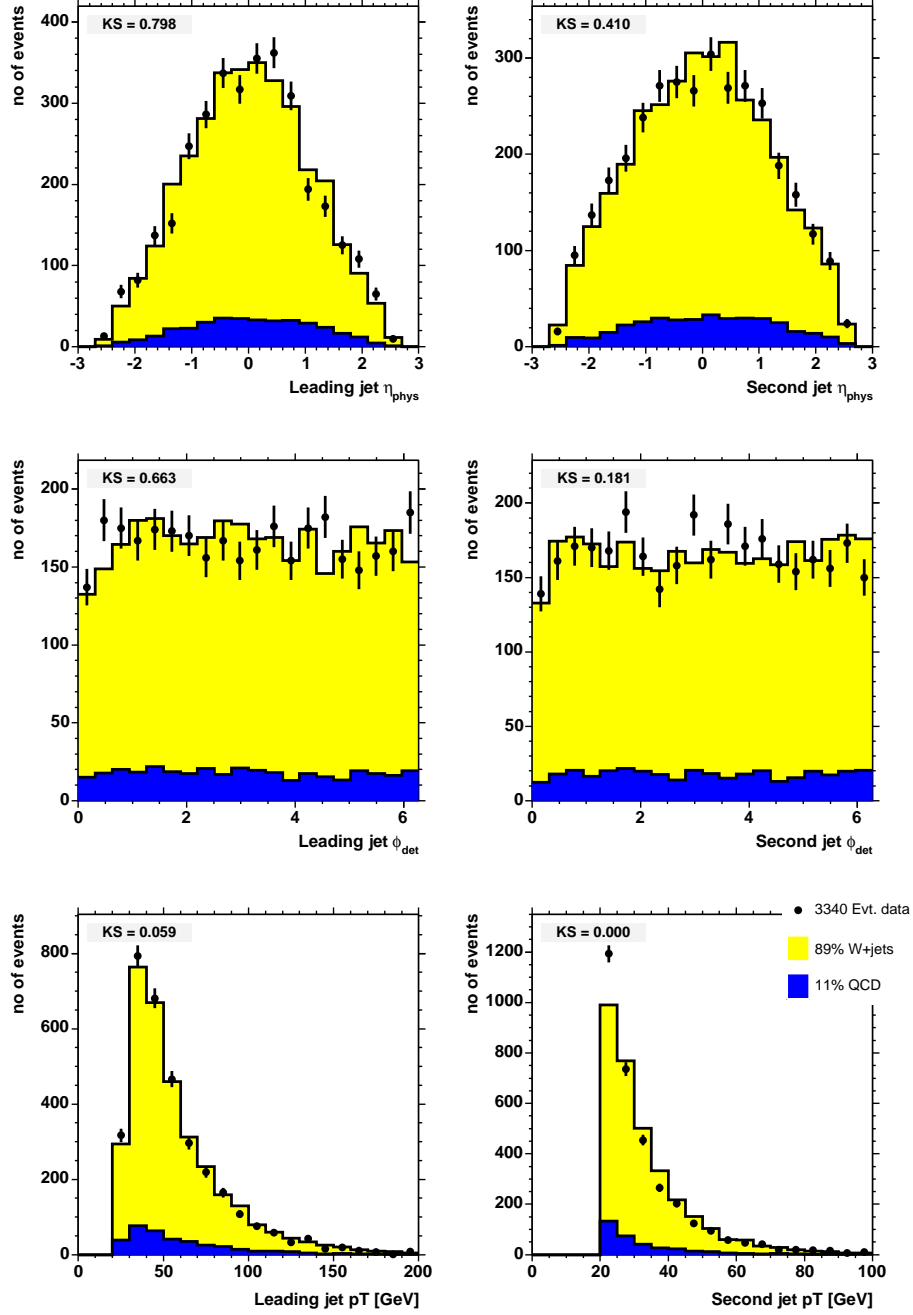 no of events
KS = 0.798
400
300
200
100
0
-3 -2 -1 0 1 2 3
Leading jet ηphys
no of events
KS = 0.410
300
200
100
0
-3 -2 -1 0 1 2 3
Second jet ηphys
no of events
KS = 0.663
200
150
100
50
0
0 2 4 6
Leading jet ϕdet
no of events
KS = 0.181
200
150
100
50
0
0 2 4 6
Second jet ϕdet
no of events
KS = 0.059
800
600
400
200
0
0 50 100 150 200
Leading jet pT [GeV]
no of events
KS = 0.000
1200
1000
800
600
400
200
0
0 20 40 60 80 100
Second jet pT [GeV]
3340 Evt. data
89% W+jets
11% QCD